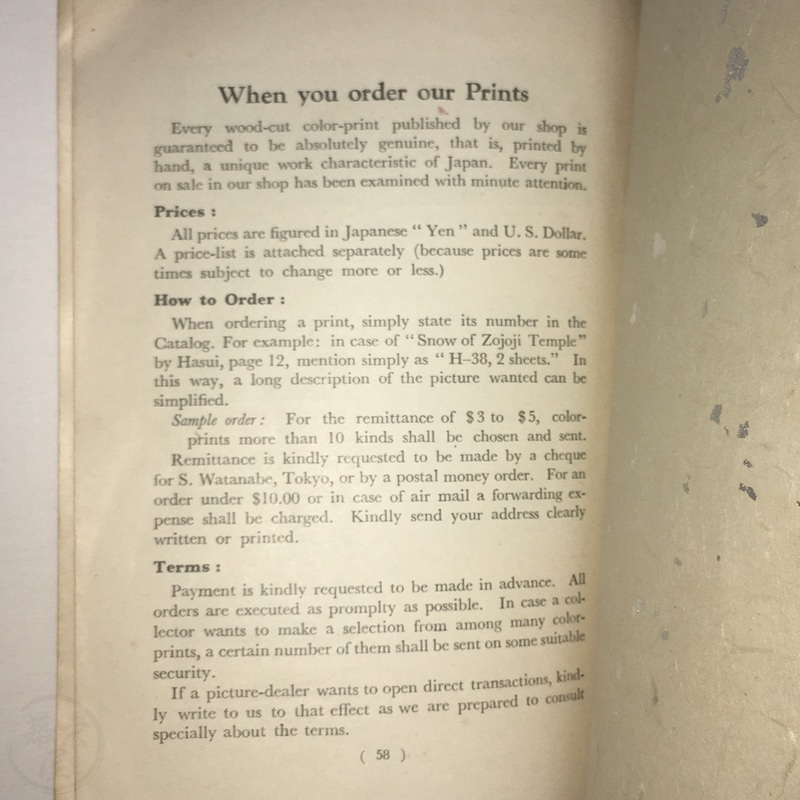 When you order our Prints
Every wood-cut color-print published by our shop is
guaranteed to be absolutely genuine, that is, printed by
hand, a unique work characteristic of Japan. Every print
on sale in our shop has been examined with minute attention.
Prices :
All prices are figured in Japanese “ Yen ” and U. S. Dollar.
A price-list is attached separately (because prices are some
times subject to change more or less.)
How to Order :
When ordering a print, simply state its number in the
Catalog. For example: in case of “Snow of Zojoji Temple”
by Hasui, page 12, mention simply as “ H–38, 2 sheets.” In
this way, a long description of the picture wanted can be
simplified.
Sample order : For the remittance of $3 to $5, color-
prints more than 10 kinds shall be chosen and sent.
Remittance is kindly requested to be made by a cheque
for S. Watanabe, Tokyo, or by a postal money order. For an
order under $10.00 or in case of air mail a forwarding ex-
pense shall be charged. Kindly send your address clearly
written or printed.
Terms :
Payment is kindly requested to be made in advance. All
orders are executed as promplty as possible. In case a col-
lector wants to make a selection from among many color-
prints, a certain number of them shall be sent on some suitable
security.
If a picture-dealer wants to open direct transactions, kind-
ly write to us to that effect as we are prepared to consult
specially about the terms.
( 58 )